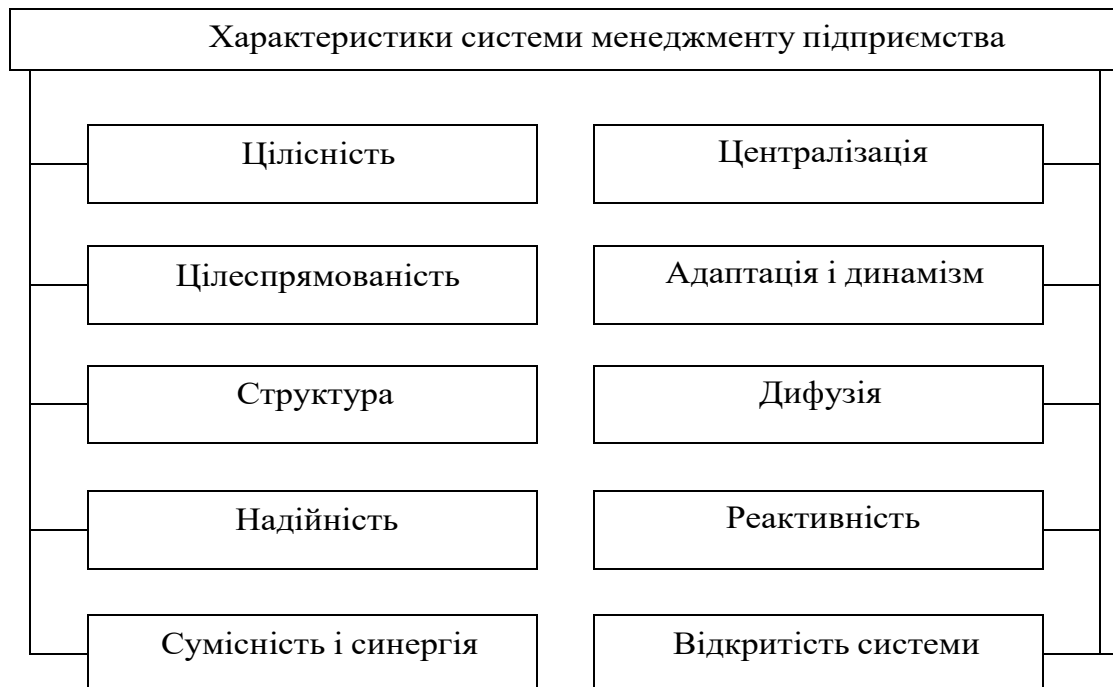 Характеристики системи менеджменту підприємства
Цілісність
Централізація
Цілеспрямованість
Адаптація і динамізм
Структура
Дифузія
Надійність
Реактивність
Сумісність і синергія
Відкритість системи